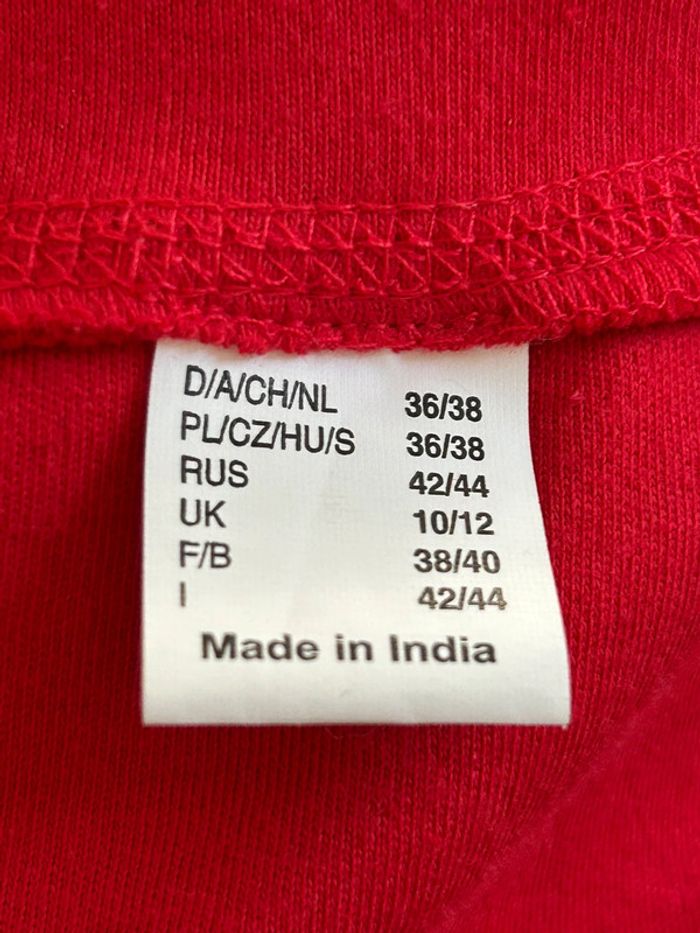 D/A/CH/NL 36/38
PL/CZ/HU/S 36/38
RUS 42/44
UK 10/12
F/B 38/40
I 42/44
Made in India